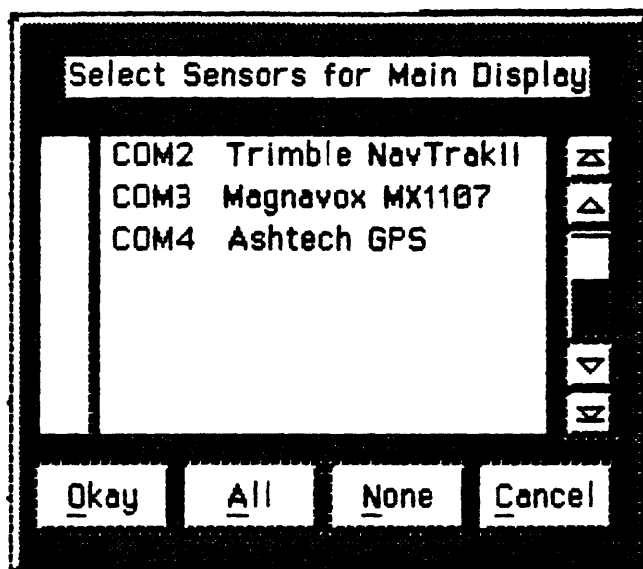 Select Sensors for Main Display
COM2 Trimble NavTrakII
COM3 Magnavox MX1107
COM4 Ashtech GPS
Okay All None Cancel